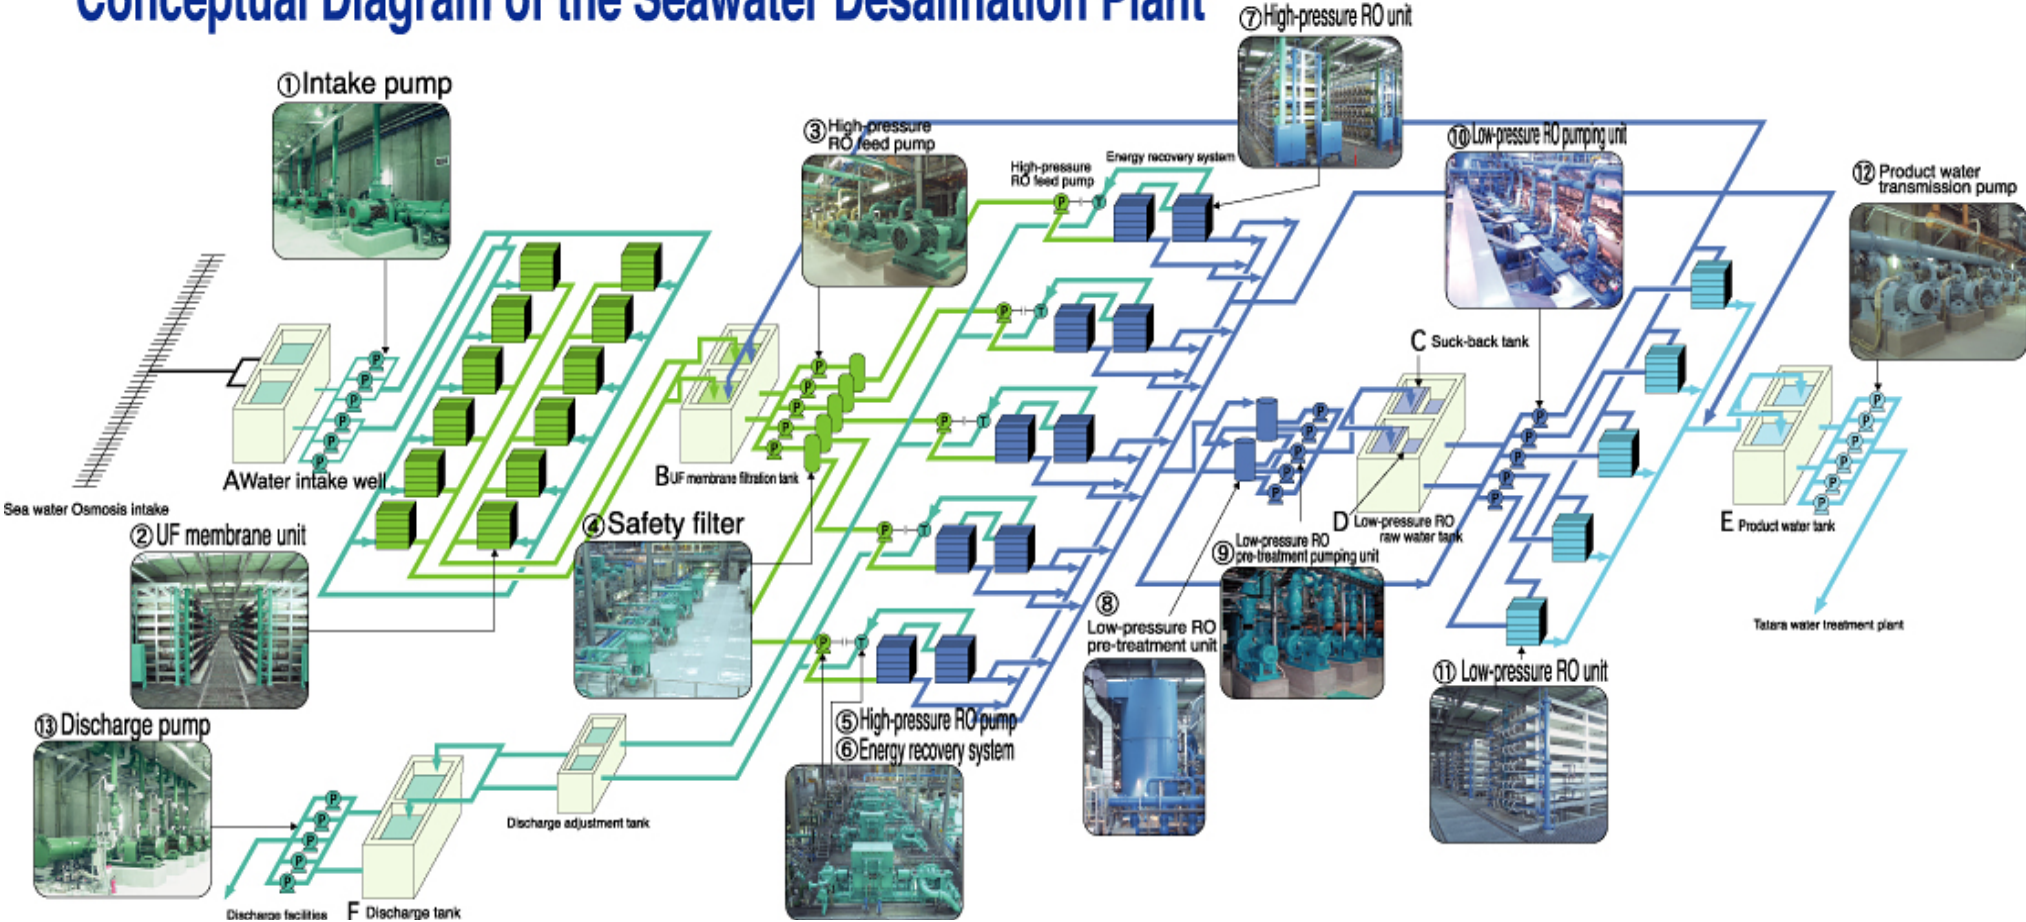 Conceptual Diagram of the Seawater Desalination Plant
⑦High-pressure RO unit
①Intake pump
③High-pressure
RO feed pump
High-pressure
RO feed pump
Energy recovery system
⑩Low-pressure RO pumping unit
⑫Product water
transmission pump
C Suck-back tank
A Water intake well
B UF membrane filtration tank
Sea water Osmosis intake
②UF membrane unit
④Safety filter
D Low-pressure RO
raw water tank
E Product water tank
⑨Low-pressure RO
pre-treatment pumping unit
⑧
Low-pressure RO
pre-treatment unit
Tatara water treatment plant
⑪Low-pressure RO unit
⑬Discharge pump
⑤High-pressure RO pump
⑥Energy recovery system
Discharge adjustment tank
Discharge facilities
F Discharge tank